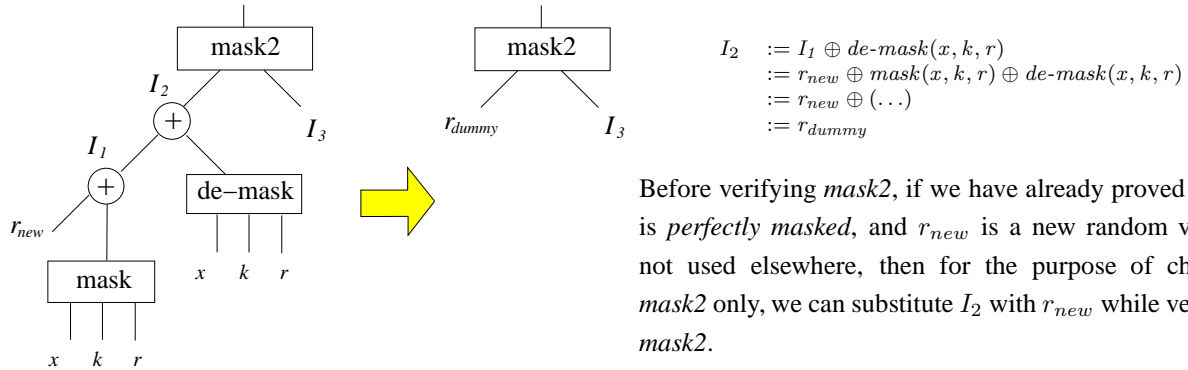 mask2
I2
+
I3
I1
+
de−mask
rnew
x k r
mask
x k r
mask2
rdummy
I3
I2 := I1 ⊕ de-mask(x, k, r)
:= rnew ⊕ mask(x, k, r) ⊕ de-mask(x, k, r)
:= rnew ⊕ (. . .)
:= rdummy
Before verifying mask2, if we have already proved
is perfectly masked, and rnew is a new random
not used elsewhere, then for the purpose of
mask2 only, we can substitute I2 with rnew while
mask2.